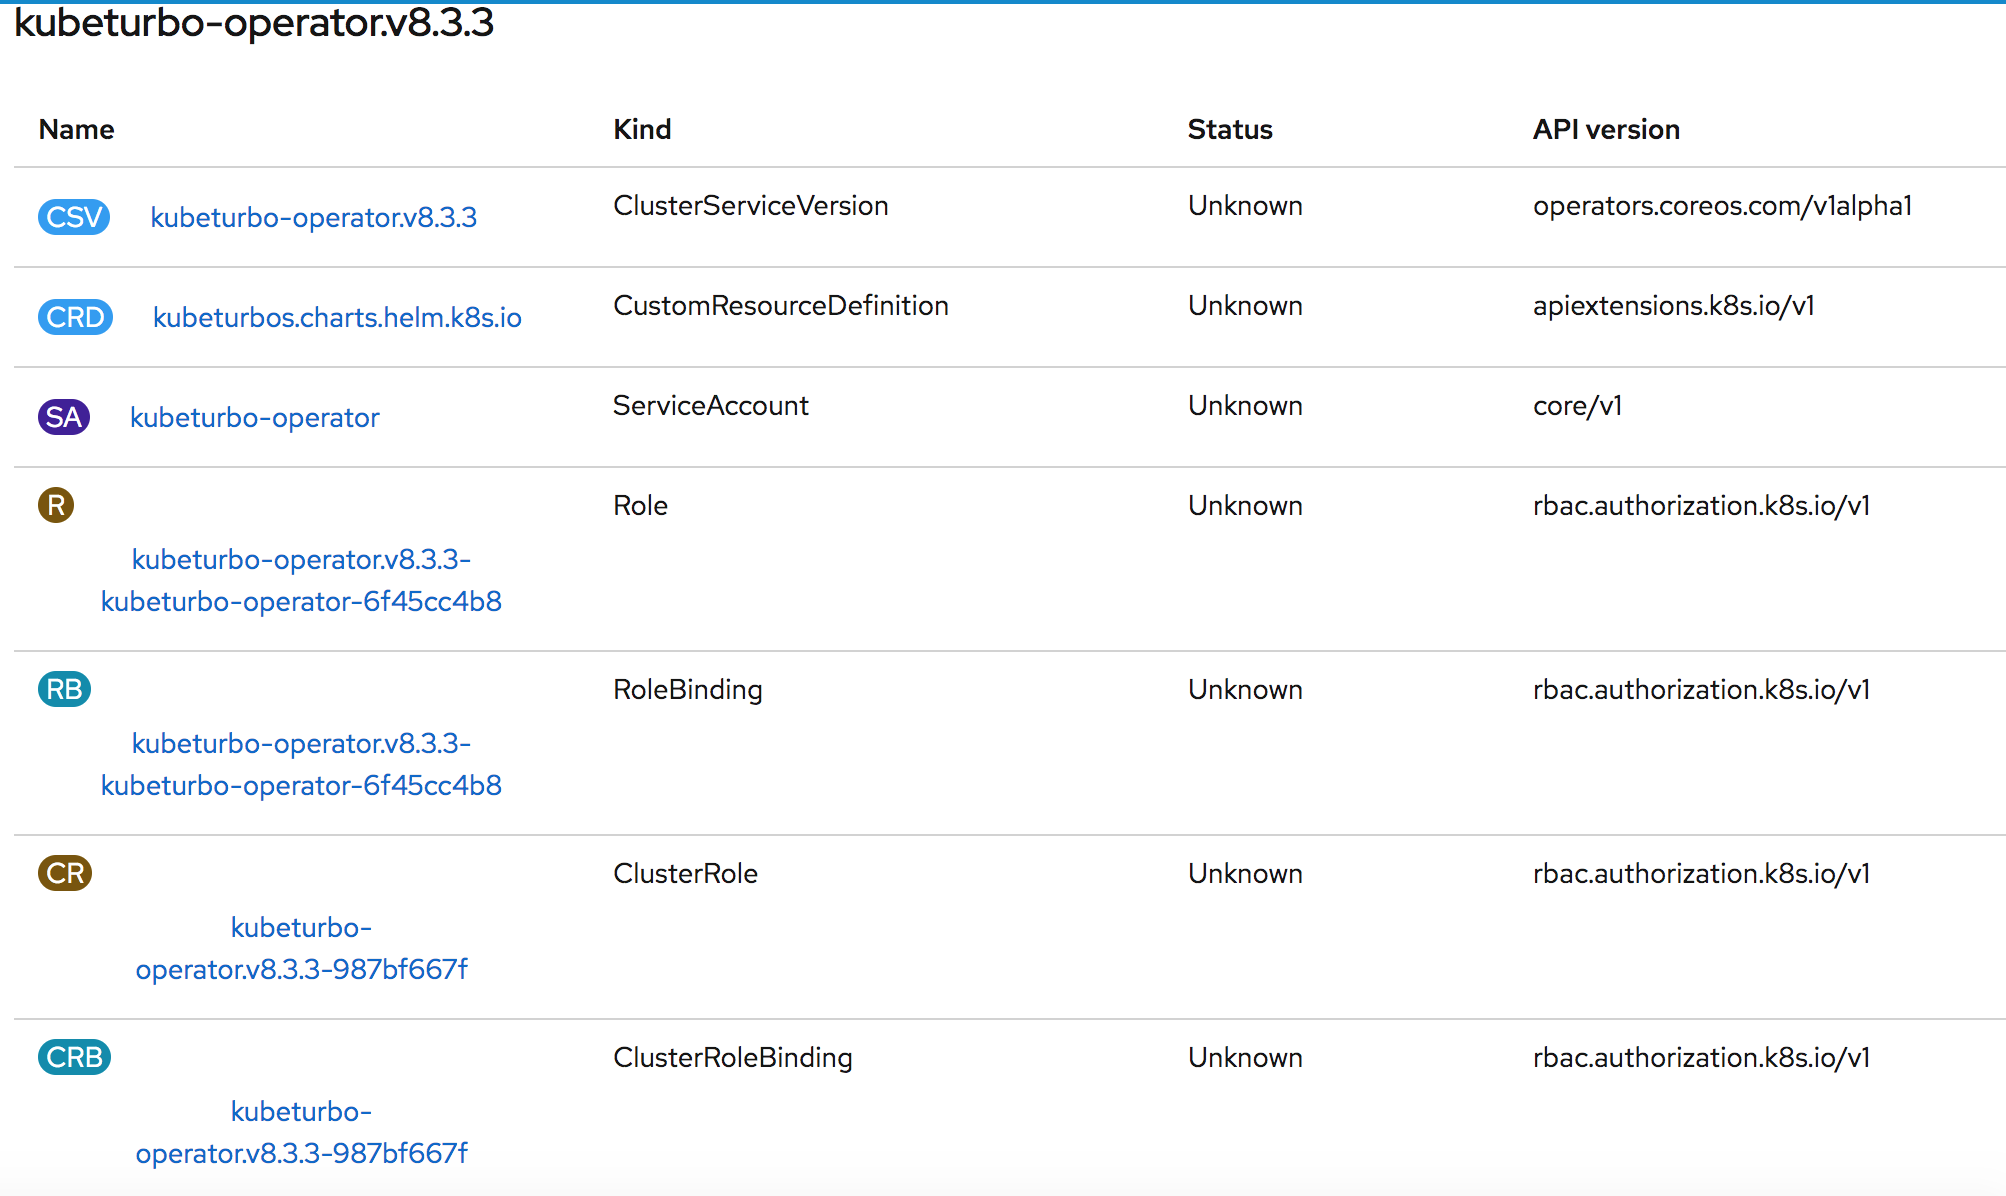 kubeturbo-operator.v8.3.3
Name Kind Status API version
CSV kubeturbo-operator.v8.3.3 ClusterServiceVersion Unknown operators.coreos.com/v1alpha1
CRD kubeturbos.charts.helm.k8s.io CustomResourceDefinition Unknown apiextensions.k8s.io/v1
SA kubeturbo-operator ServiceAccount Unknown core/v1
R Role Unknown rbac.authorization.k8s.io/v1
kubeturbo-operator.v8.3.3-
kubeturbo-operator-6f45cc4b8
RB RoleBinding Unknown rbac.authorization.k8s.io/v1
kubeturbo-operator.v8.3.3-
kubeturbo-operator-6f45cc4b8
CR ClusterRole Unknown rbac.authorization.k8s.io/v1
kubeturbo-
operator.v8.3.3-987bf667f
CRB ClusterRoleBinding Unknown rbac.authorization.k8s.io/v1
kubeturbo-
operator.v8.3.3-987bf667f